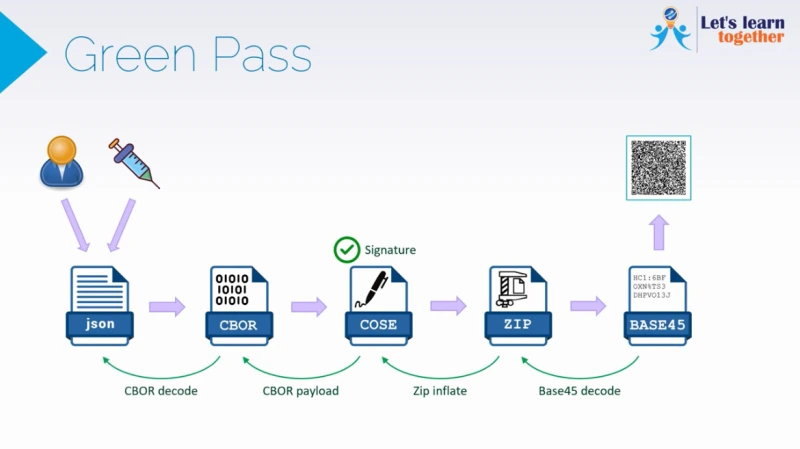 Green Pass
Let's learn
together
Signature
json
01010
10101
01010
CBOR
COSE
ZIP
HC1:6BF
OXN%TS3
DHPVO13J
BASE45
CBOR decode
CBOR payload
Zip inflate
Base45 decode